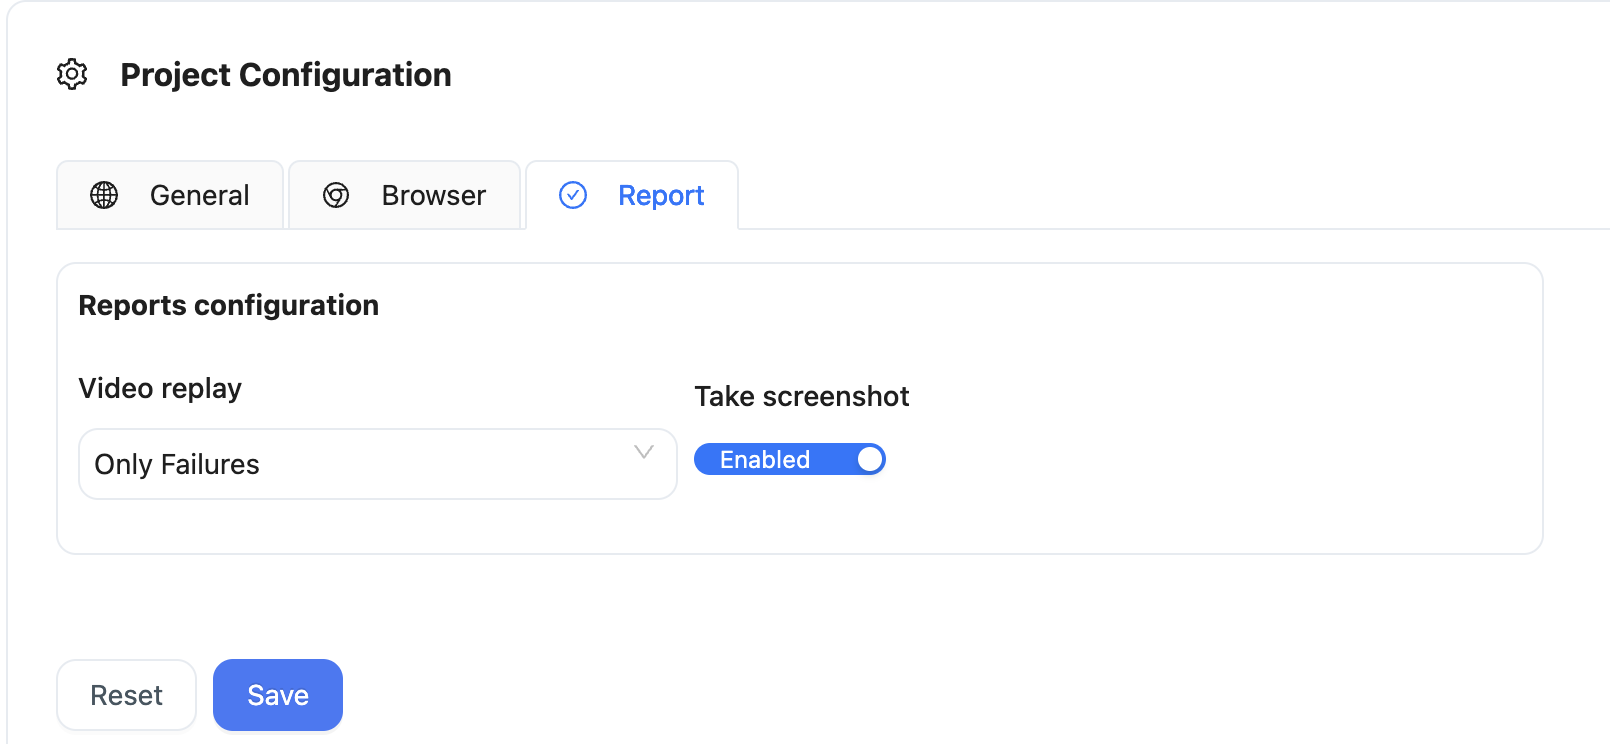 Project Configuration
General
Browser
Report
Reports configuration
Video replay
Take screenshot
Only Failures
Enabled
Reset
Save